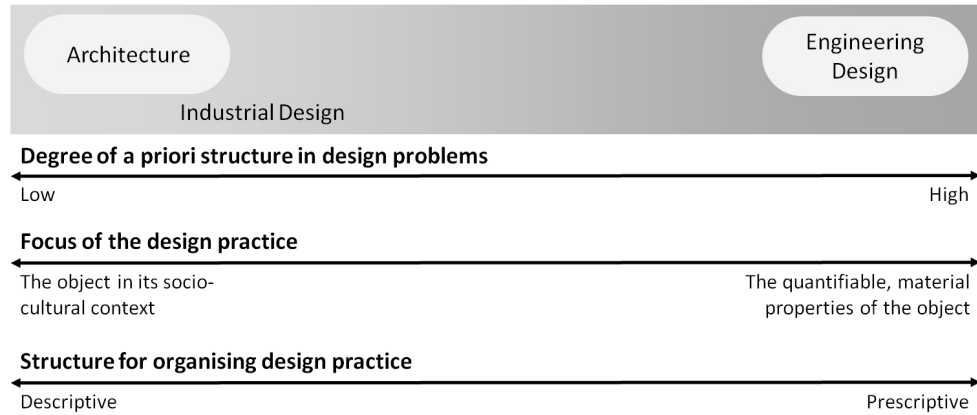 Architecture
Engineering
Design
Industrial Design
Degree of a priori structure in design problems
Low
High
Focus of the design practice
The object in its socio-
cultural context
The quantifiable, material
properties of the object
Structure for organising design practice
Descriptive
Prescriptive